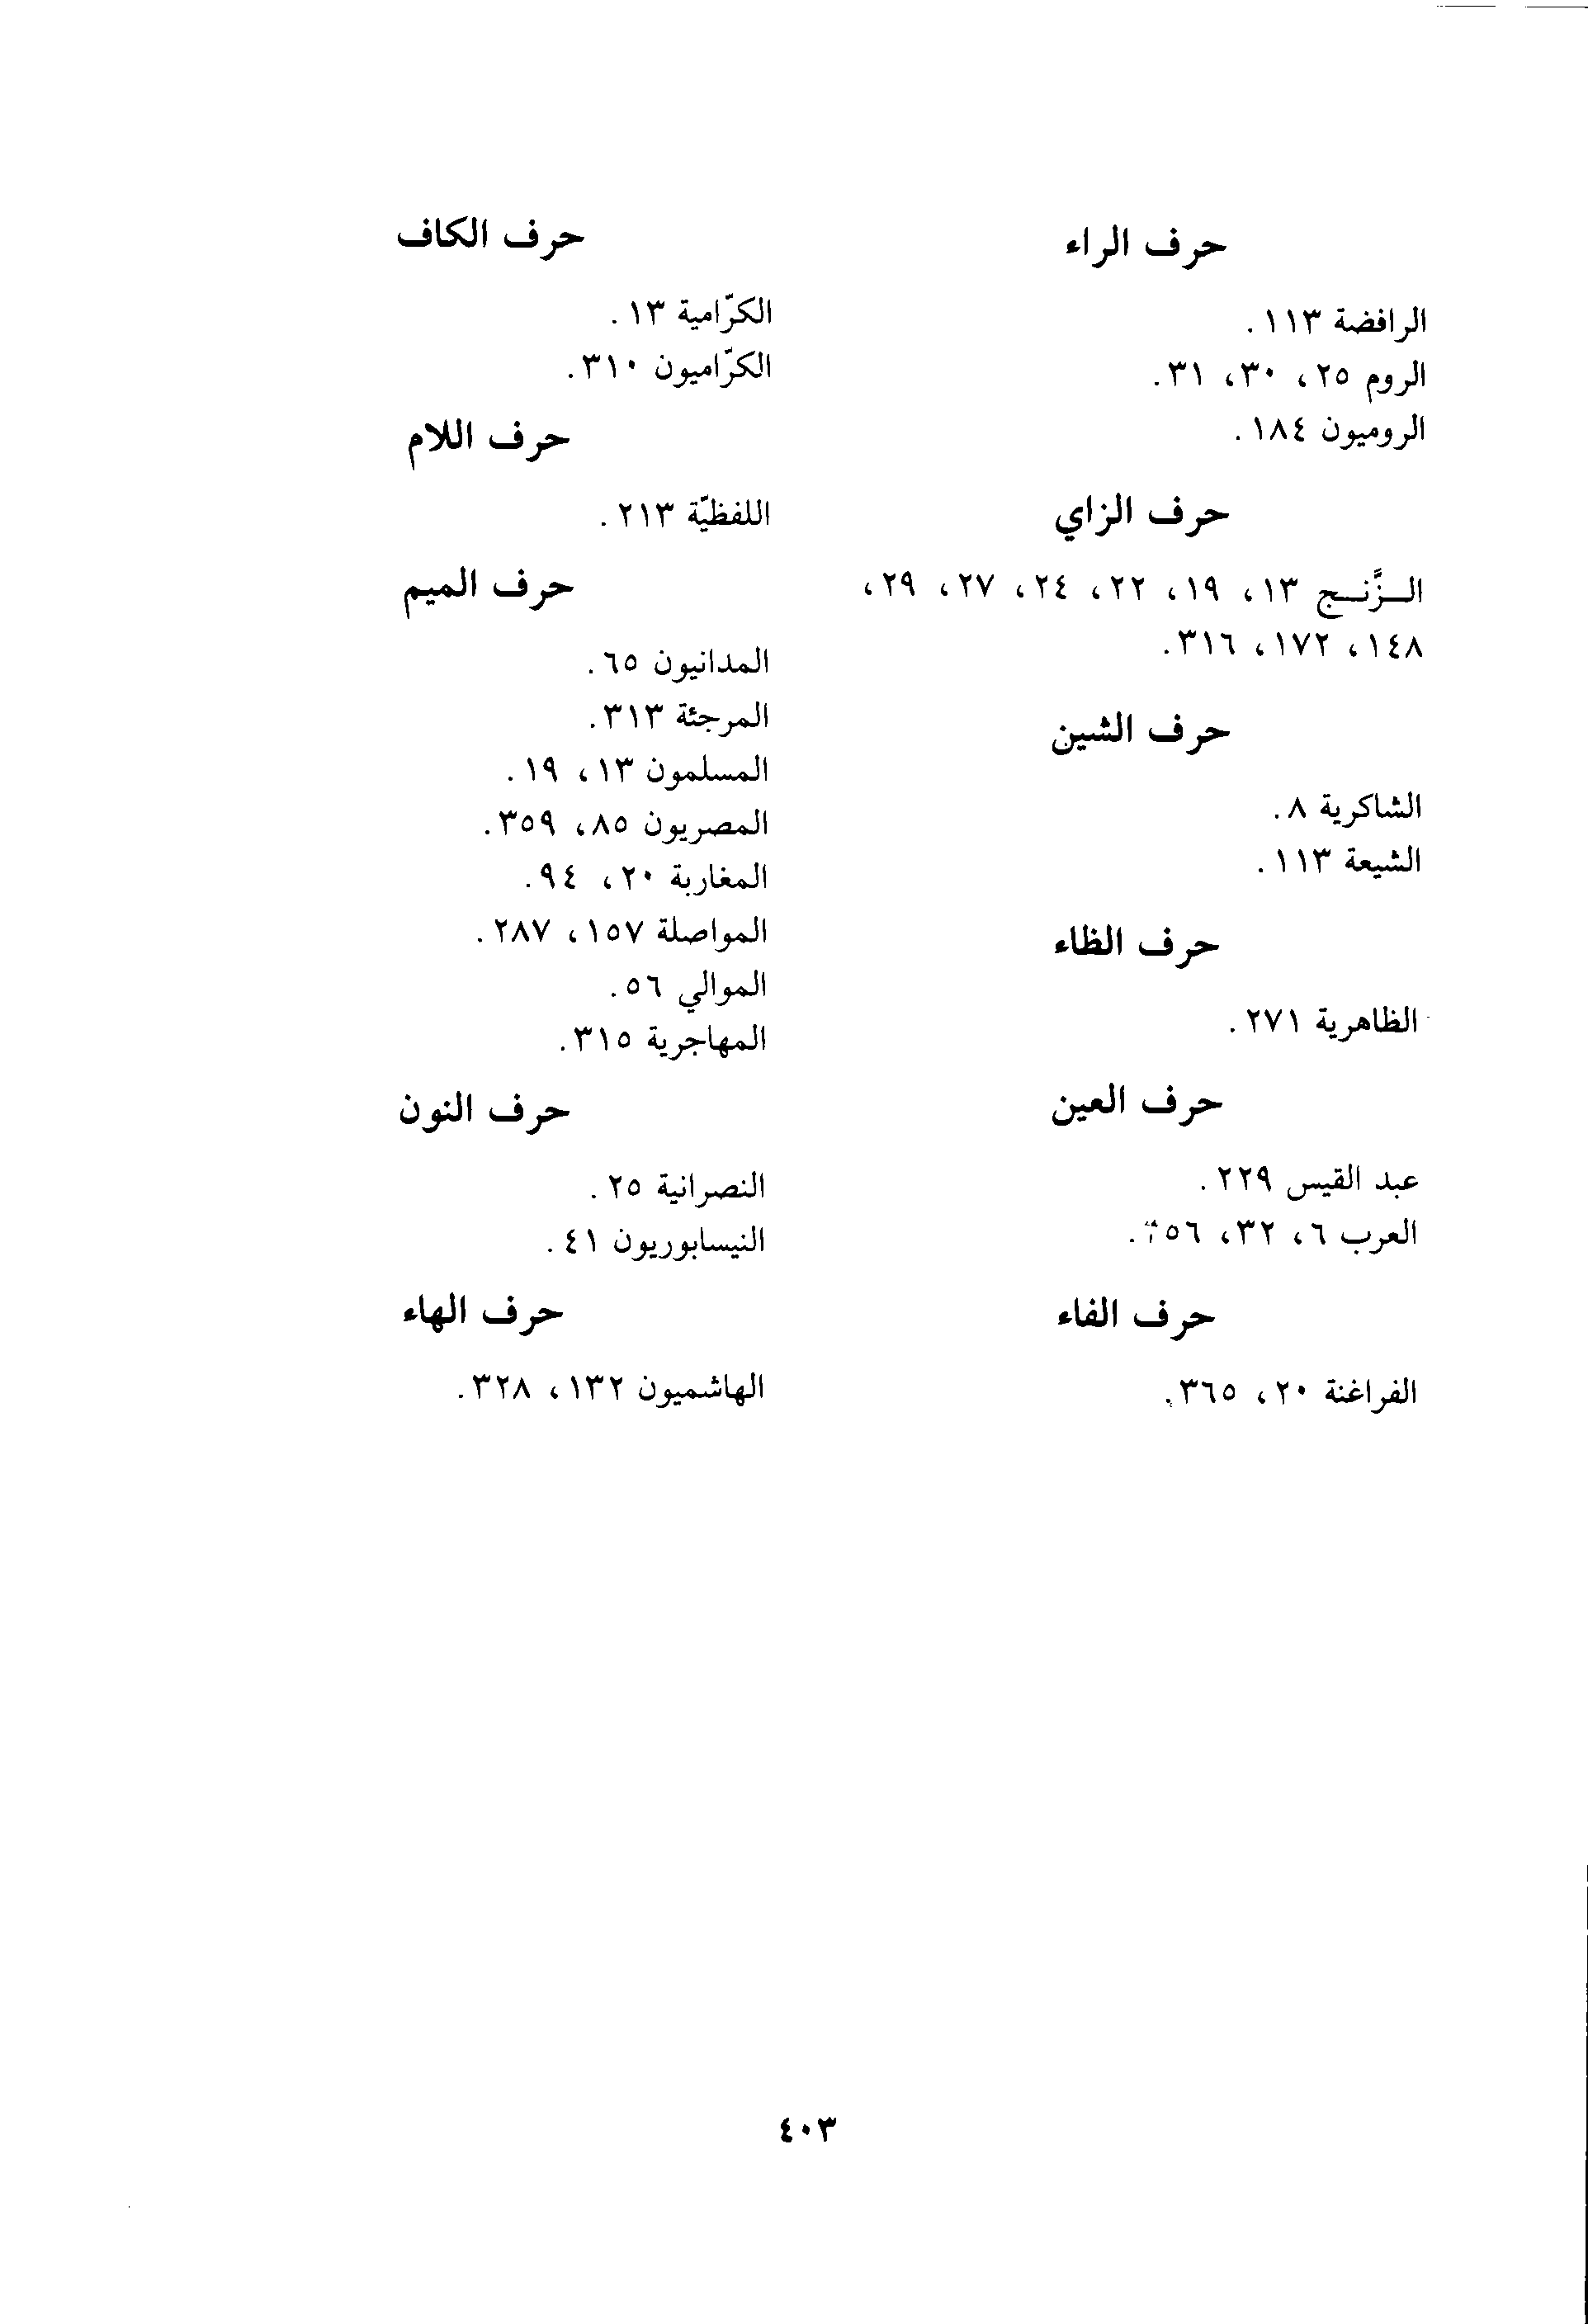 حرف الراء
الرافضة ١١٣.
الروم ٢٥، ٣٠، ٣١.
الروميون ١٨٤.
حرف الزاي
الـزَّنـج ١٣، ١٩، ٢٢، ٢٤، ٢٧، ٢٩،
١٤٨، ١٧٢، ٣١٦.
حرف الشين
الشاكرية ٨.
الشيعة ١١٣.
حرف الظاء
الظاهرية ٢٧١.
حرف العين
عبد القيس ٢٢٩.
العرب ٦، ٣٢،
حرف الفاء
الفراغنة ٢٠، ٣٦٥.
حرف الكاف
الكرّامية ١٣.
الكرّاميون ٣١٠.
حرف اللام
اللفظيّة ٢١٣.
حرف الميم
المدانيون ٦٥.
المرجئة ٣١٣.
المسلمون ١٣، ١٩.
المصريون ٨٥، ٣٥٩.
المغاربة ٢٠، ٩٤.
المواصلة ١٥٧، ٢٨٧.
الموالي ٥٦.
المهاجرية ٣١٥.
حرف النون
النصرانية ٢٥.
النيسابوريون ٤١.
حرف الهاء
الهاشميون ١٣٢، ٣٢٨.
٤٠٣